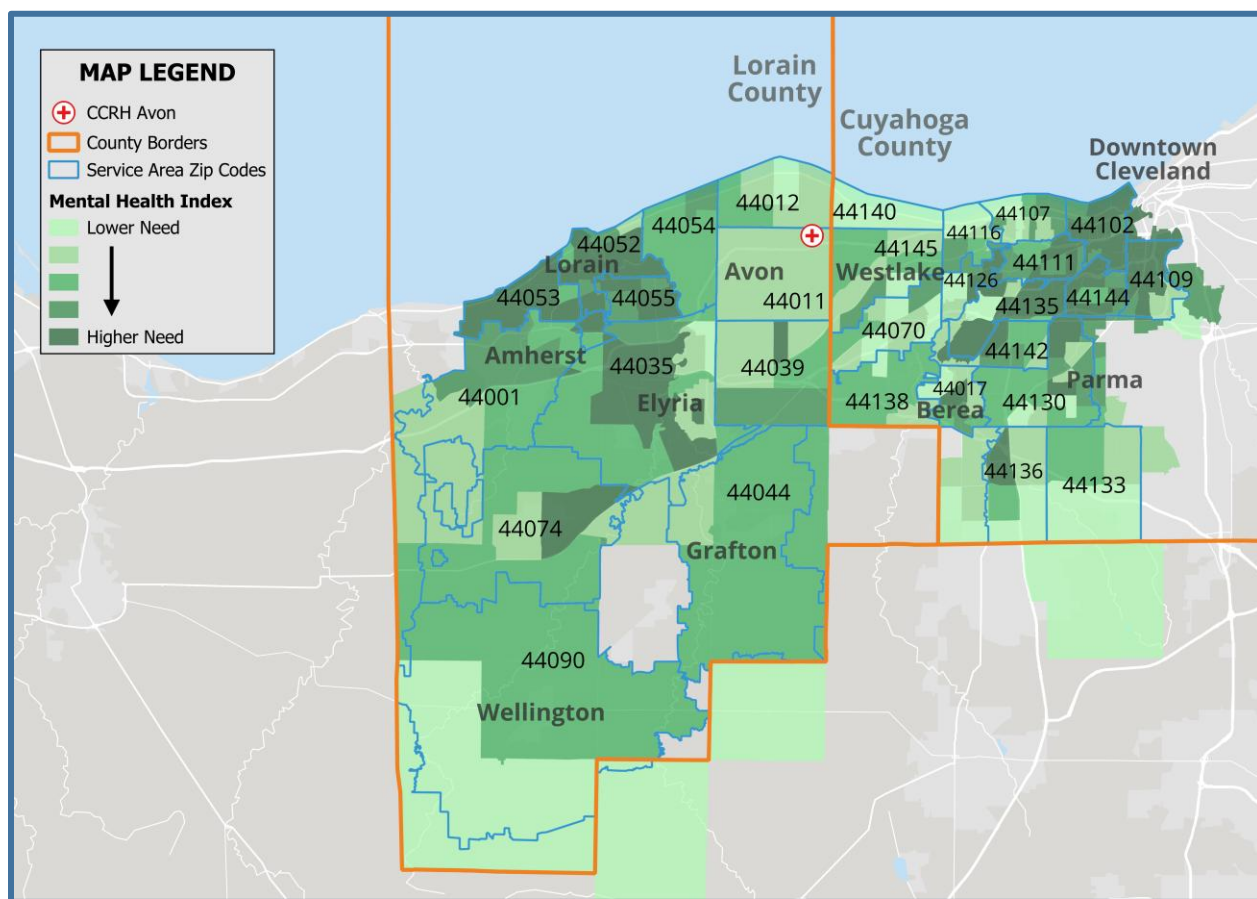 MAP LEGEND
CCRH Avon
County Borders
Service Area Zip Codes
Mental Health Index
Lower Need
Higher Need
Lorain
County
Cuyahoga
County
Downtown
Cleveland
44012
44140
44107
44102
44054
44116
44052
44145
44111
44109
Lorain
Avon
Westlake
44126
44053
44055
44011
44135
44144
44070
Amherst
44035
44039
44142
44001
Elyria
44138
44017
Berea
44130
Parma
44136
44133
44044
44074
Grafton
44090
Wellington